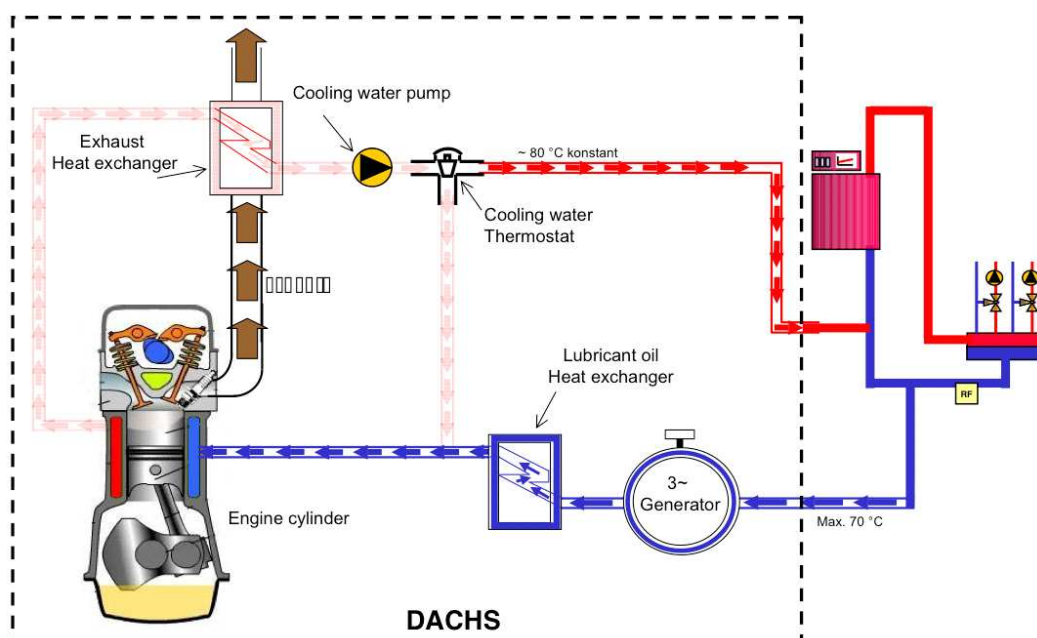 Cooling water pump
Exhaust
Heat exchanger
~ 80 °C konstant
Cooling water
Thermostat
Lubricant oil
Heat exchanger
RF
3~
Generator
Engine cylinder
Max. 70 °C
DACHS